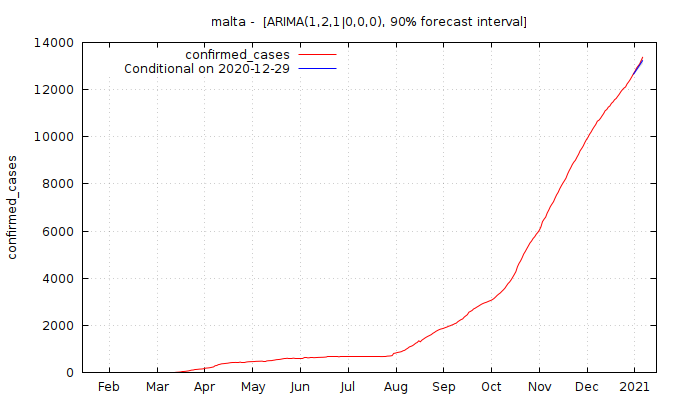 malta -  [ARIMA(1,2,1|0,0,0), 90% forecast interval]
confirmed_cases
Conditional on 2020-12-29
14000
12000
10000
8000
6000
4000
2000
0
confirmed_cases
Feb Mar Apr May Jun Jul Aug Sep Oct Nov Dec 2021